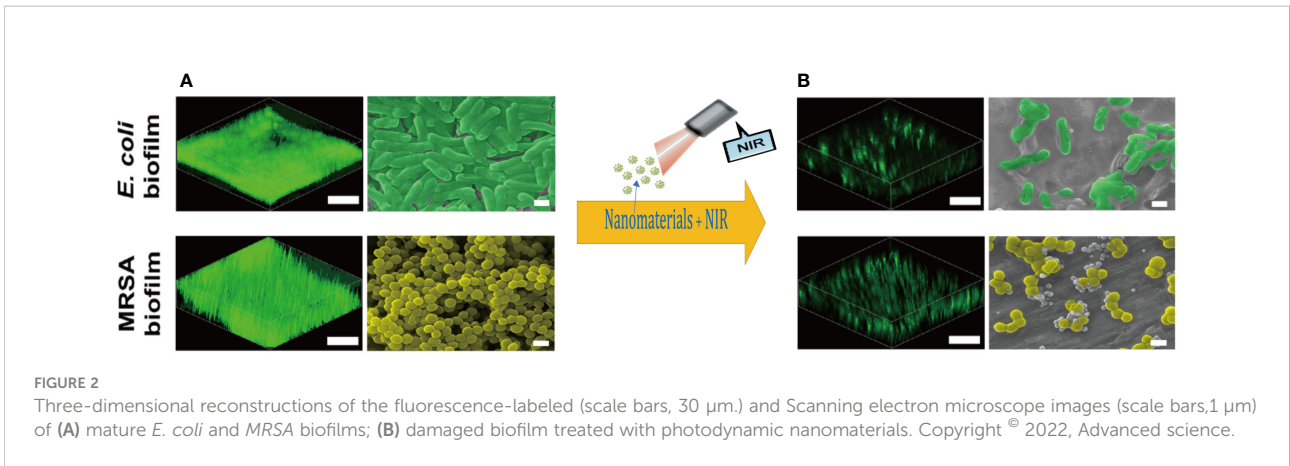 A
B
E. coli
biofilm
NIR
Nanomaterials + NIR
MRSA
biofilm
FIGURE 2
Three-dimensional reconstructions of the fluorescence-labeled (scale bars, 30 μm.) and Scanning electron microscope images (scale bars,1 μm)
of (A) mature E. coli and MRSA biofilms; (B) damaged biofilm treated with photodynamic nanomaterials. Copyright © 2022, Advanced science.